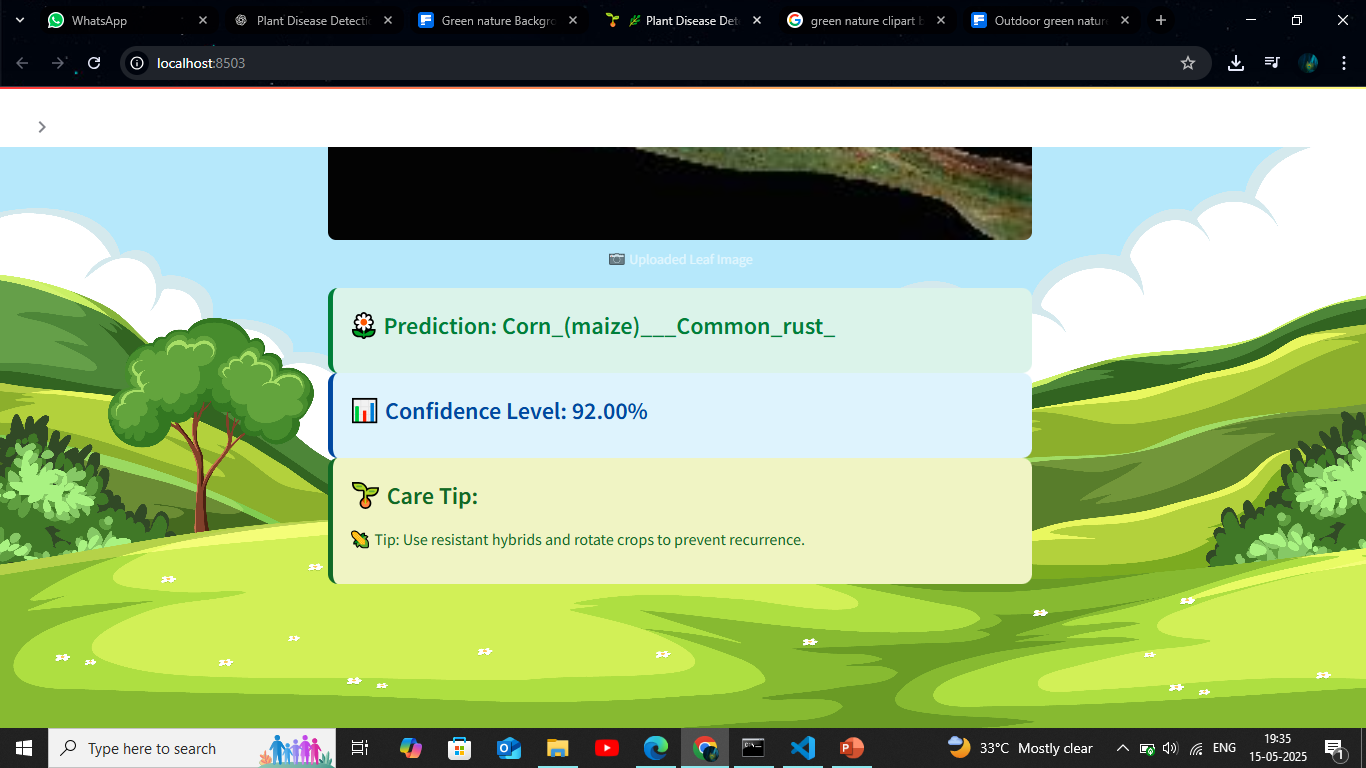 WhatsApp
Plant Disease Detectio
Green nature Backgro
Plant Disease Det
green nature clipart b
Outdoor green natur
localhost:8503
Uploaded Leaf Image
Prediction: Corn_(maize)___Common_rust_
Confidence Level: 92.00%
Care Tip:
Tip: Use resistant hybrids and rotate crops to prevent recurrence.
Type here to search
33°C Mostly clear
ENG
19:35
15-05-2025
1